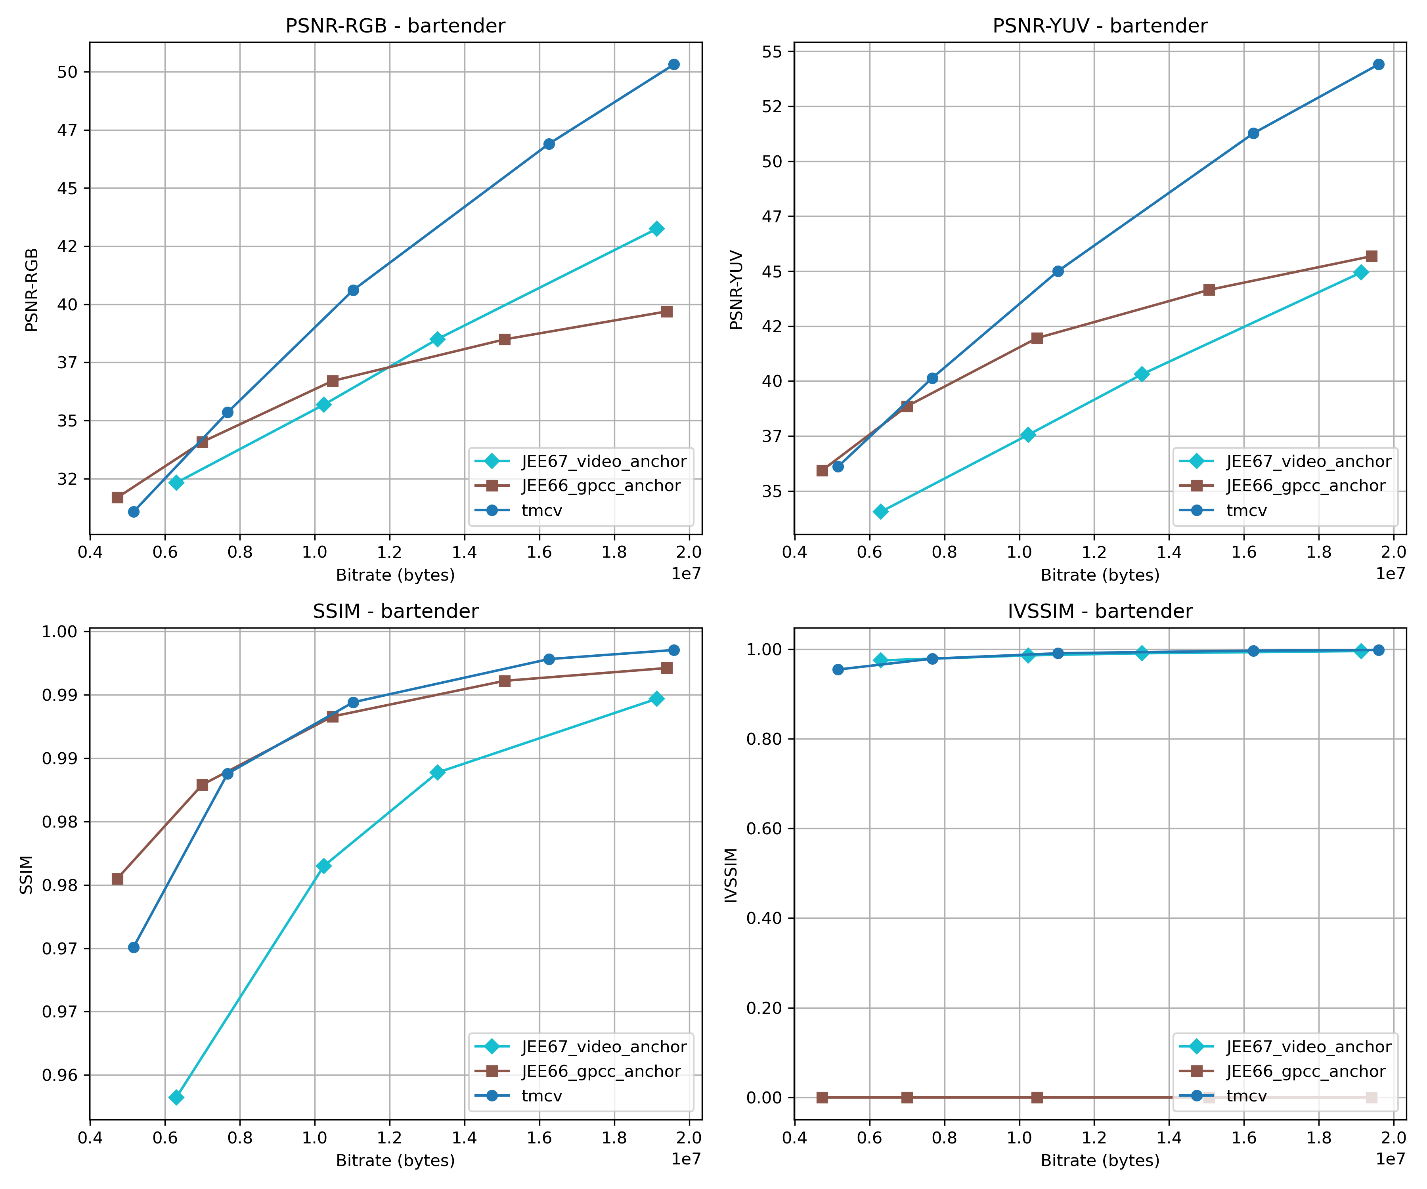 PSNR-RGB - bartender
PSNR-RGB
50
47
45
42
40
37
35
32
JEE67_video_anchor
JEE66_gpcc_anchor
tmcv
0.4 0.6 0.8 1.0 1.2 1.4 1.6 1.8 2.0
Bitrate (bytes)
1e7
PSNR-YUV - bartender
PSNR-YUV
55
52
50
47
45
42
40
37
35
JEE67_video_anchor
JEE66_gpcc_anchor
tmcv
0.4 0.6 0.8 1.0 1.2 1.4 1.6 1.8 2.0
Bitrate (bytes)
1e7
SSIM - bartender
SSIM
1.00
0.99
0.99
0.98
0.98
0.97
0.97
0.96
JEE67_video_anchor
JEE66_gpcc_anchor
tmcv
0.4 0.6 0.8 1.0 1.2 1.4 1.6 1.8 2.0
Bitrate (bytes)
1e7
IVSSIM - bartender
IVSSIM
1.00
0.80
0.60
0.40
0.20
0.00
JEE67_video_anchor
JEE66_gpcc_anchor
tmcv
0.4 0.6 0.8 1.0 1.2 1.4 1.6 1.8 2.0
Bitrate (bytes)
1e7